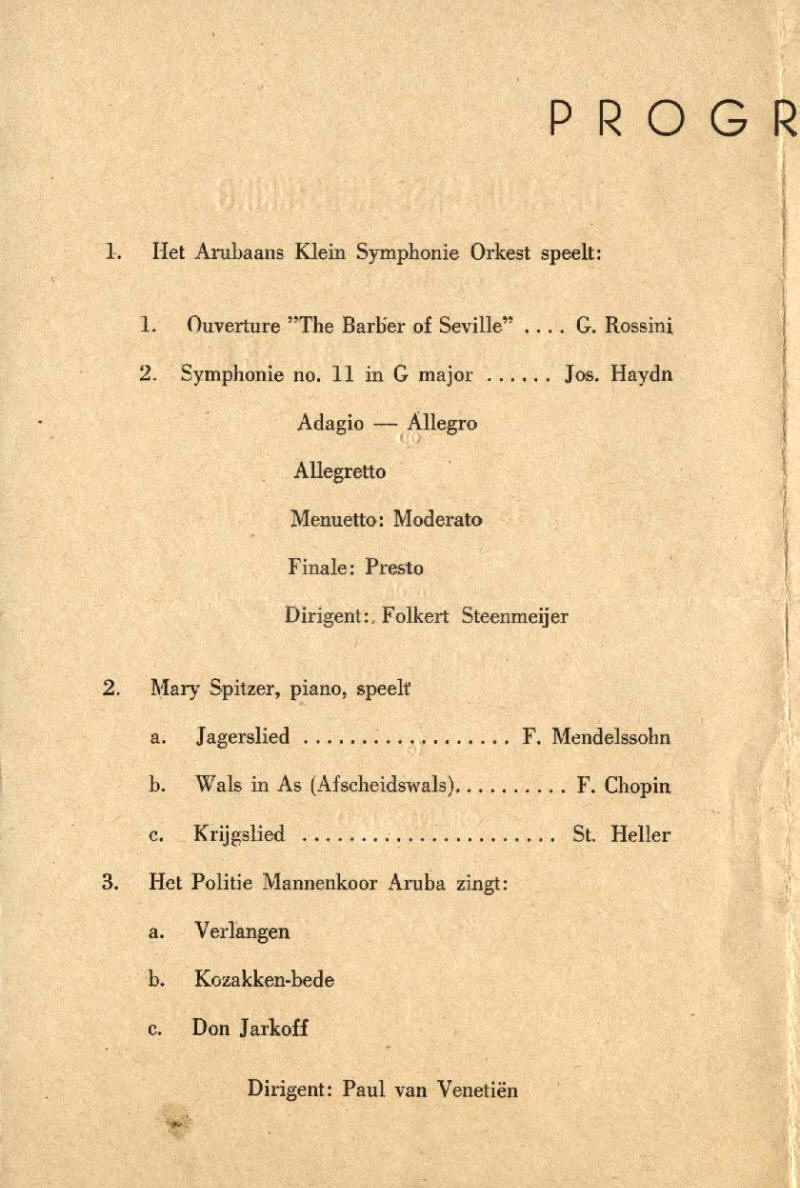 PROGR
1. Het Arubaans Klein Symphonie Orkest speelt:
1. Ouverture "The Barber of Seville" .... G. Rossini
2. Symphonie no. 11 in G major ...... Jos. Haydn
Adagio — Allegro
Allegretto
Menuetto: Moderato
Finale: Presto
Dirigent: Folkert Steenmeijer
2. Mary Spitzer, piano, speelt
a. Jagerslied .................. F. Mendelssohn
b. Wals in As (Afscheidswals).......... F. Chopin
c. Krijgslied ...................... St. Heller
3. Het Politie Mannenkoor Aruba zingt:
a. Verlangen
b. Kozakken-bede
c. Don Jarkoff
Dirigent: Paul van Venetiën